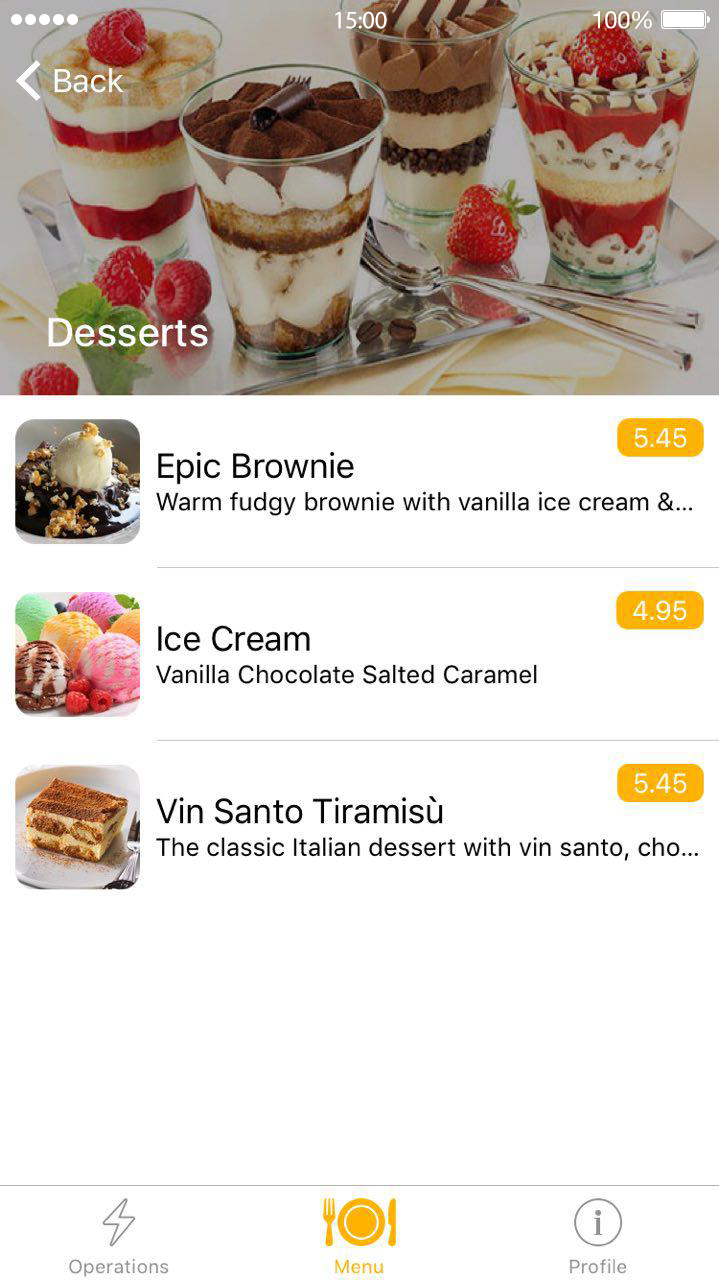 15:00
100%
Back
Desserts
5.45
Epic Brownie
Warm fudgy brownie with vanilla ice cream &...
4.95
Ice Cream
Vanilla Chocolate Salted Caramel
5.45
Vin Santo Tiramisù
The classic Italian dessert with vin santo, cho...
Operations
Menu
Profile